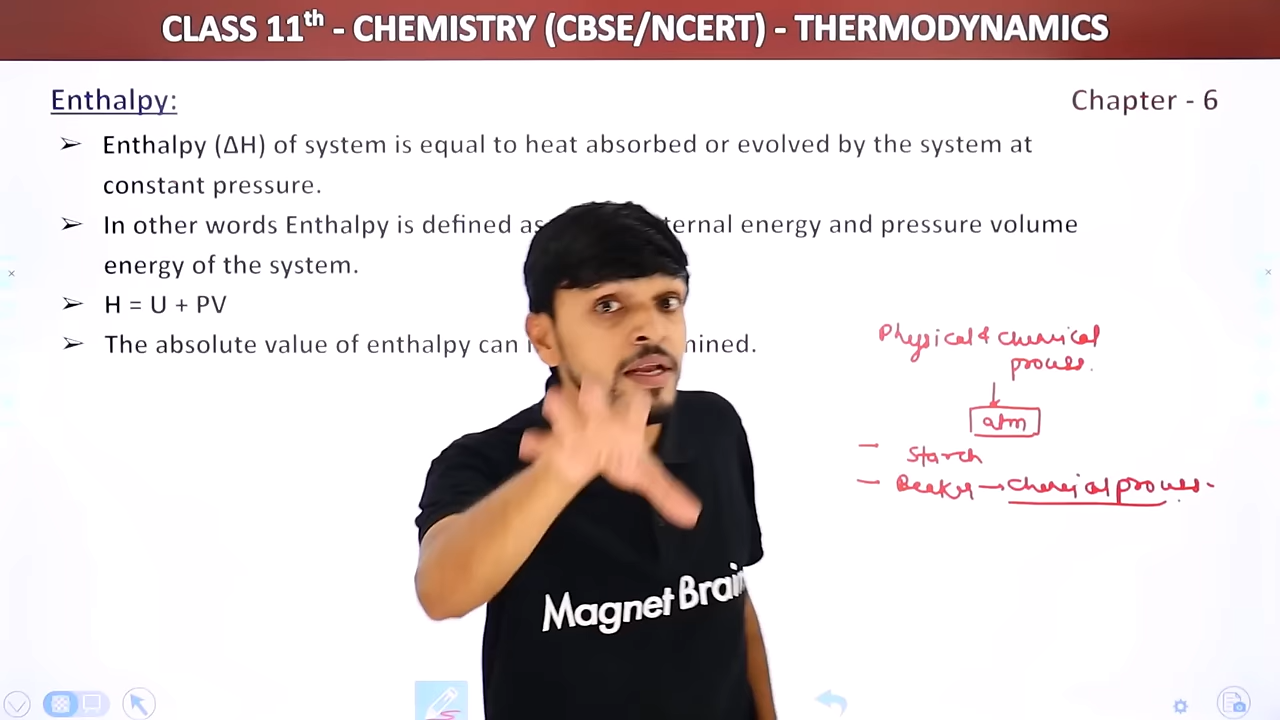 CLASS 11th - CHEMISTRY (CBSE/NCERT) - THERMODYNAMICS
Enthalpy:
Chapter - 6
➢ Enthalpy (ΔH) of system is equal to heat absorbed or evolved by the system at
constant pressure.
➢ In other words Enthalpy is defined as ernal energy and pressure volume
energy of the system.
➢ H = U + PV
➢ The absolute value of enthalpy can mined.
Physical & chemical
process.
atm
- Starch
- Beaker → chemical process.
Magnet Brain